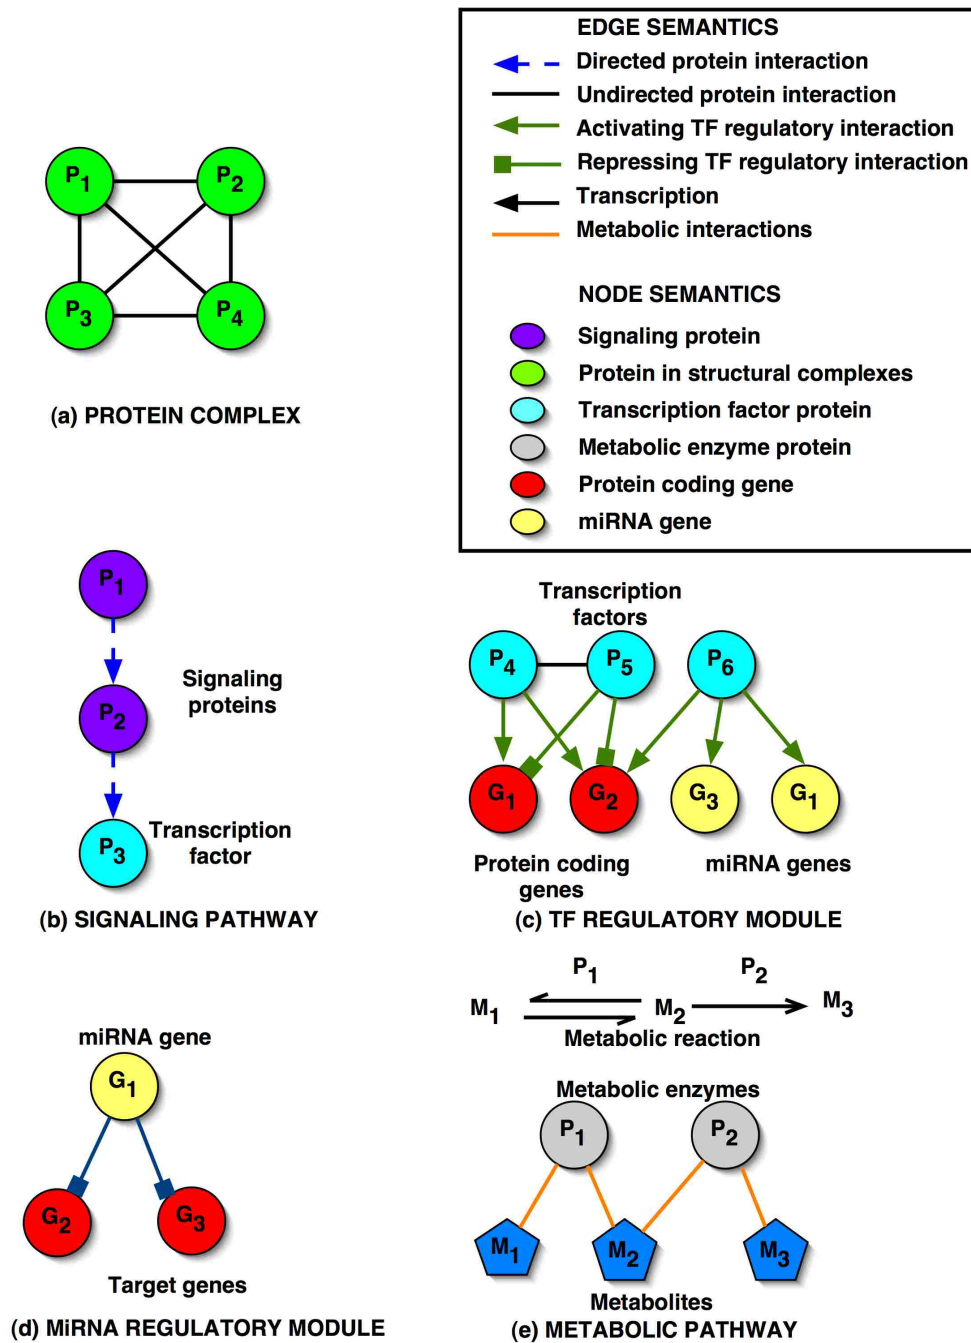 EDGE SEMANTICS
Directed protein interaction
Undirected protein interaction
Activating TF regulatory interaction
Repressing TF regulatory interaction
Transcription
Metabolic interactions
NODE SEMANTICS
Signaling protein
Protein in structural complexes
Transcription factor protein
Metabolic enzyme protein
Protein coding gene
miRNA gene
P1 P2
P3 P4
(a) PROTEIN COMPLEX
P1
Signaling
proteins
P2
P3
Transcription
factor
(b) SIGNALING PATHWAY
Transcription
factors
P4 P5 P6
G1 G2 G3 G1
Protein coding
genes
miRNA genes
(c) TF REGULATORY MODULE
miRNA gene
G1
G2 G3
Target genes
(d) MiRNA REGULATORY MODULE
P1 P2
M1 M2 M3
Metabolic reaction
Metabolic enzymes
P1 P2
M1 M2 M3
Metabolites
(e) METABOLIC PATHWAY